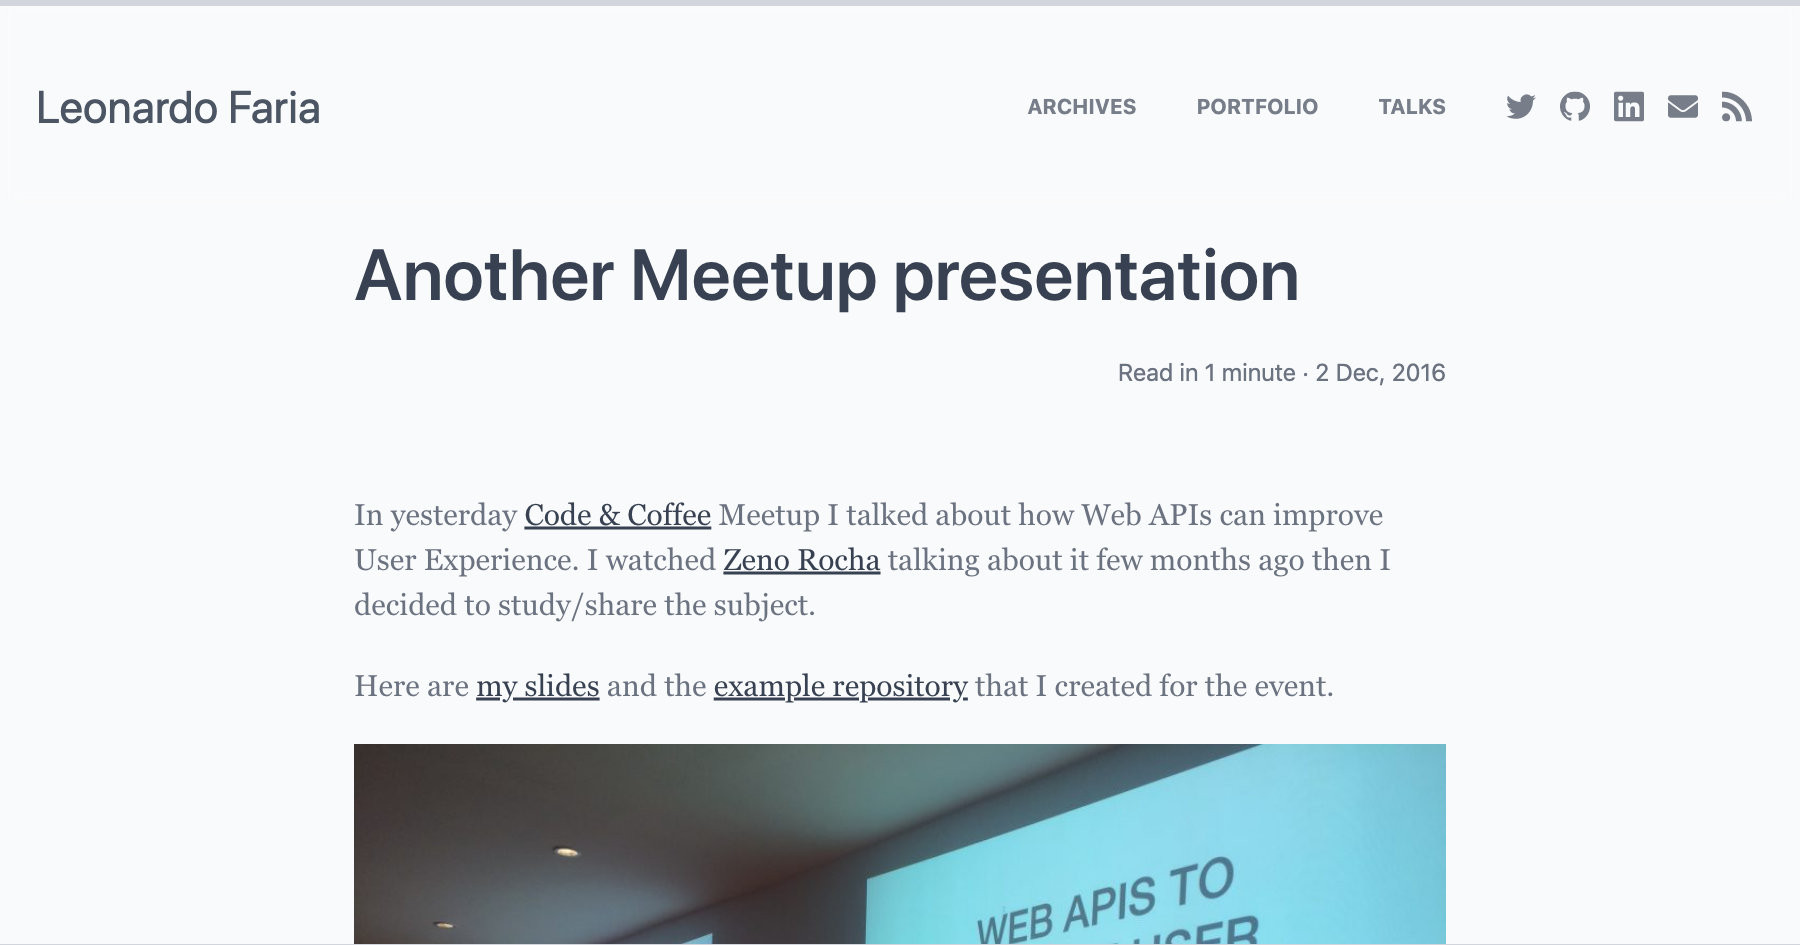 Leonardo Faria
ARCHIVES
PORTFOLIO
TALKS
Another Meetup presentation
Read in 1 minute · 2 Dec, 2016
In yesterday Code & Coffee Meetup I talked about how Web APIs can improve
User Experience. I watched Zeno Rocha talking about it few months ago then I
decided to study/share the subject.
Here are my slides and the example repository that I created for the event.
WEB APIS TO
USER